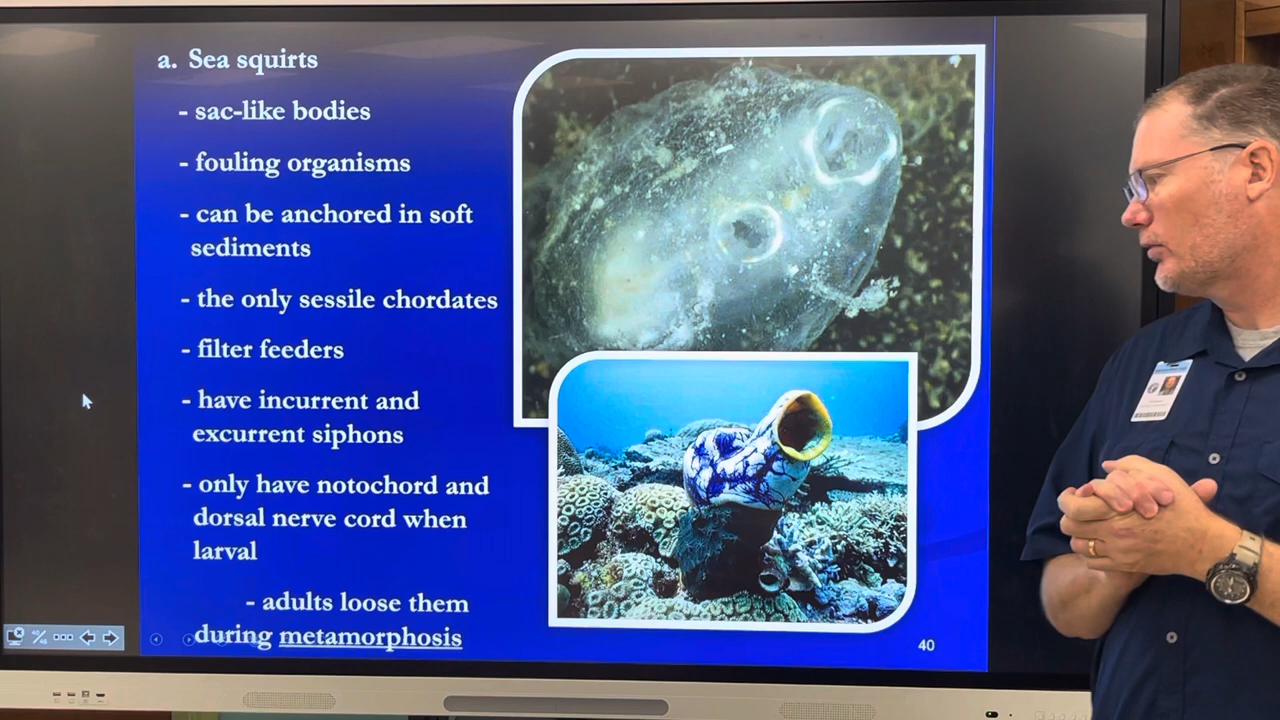 a. Sea squirts
- sac-like bodies
- fouling organisms
- can be anchored in soft
sediments
- the only sessile chordates
- filter feeders
- have incurrent and
excurrent siphons
- only have notochord and
dorsal nerve cord when
larval
- adults loose them
during metamorphosis
40